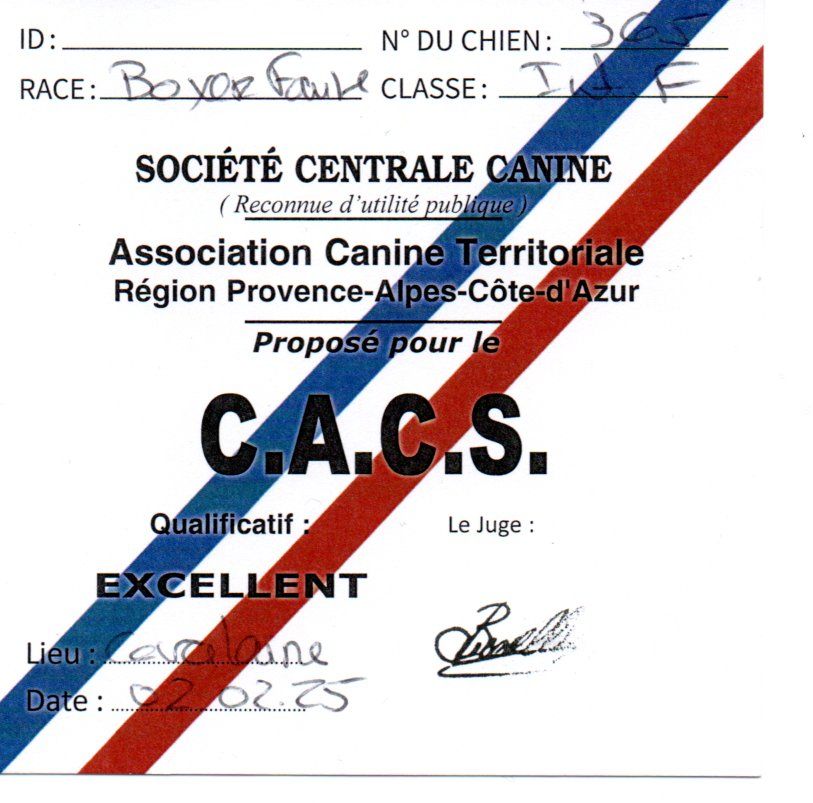 ID : N° DU CHIEN : 365
RACE : Boxer Fauve CLASSE : Int. F
SOCIÉTÉ CENTRALE CANINE
( Reconnue d'utilité publique )
Association Canine Territoriale
Région Provence-Alpes-Côte-d'Azur
Proposé pour le
C.A.C.S.
Qualificatif : Le Juge :
EXCELLENT
Lieu :
Date : 02.02.25